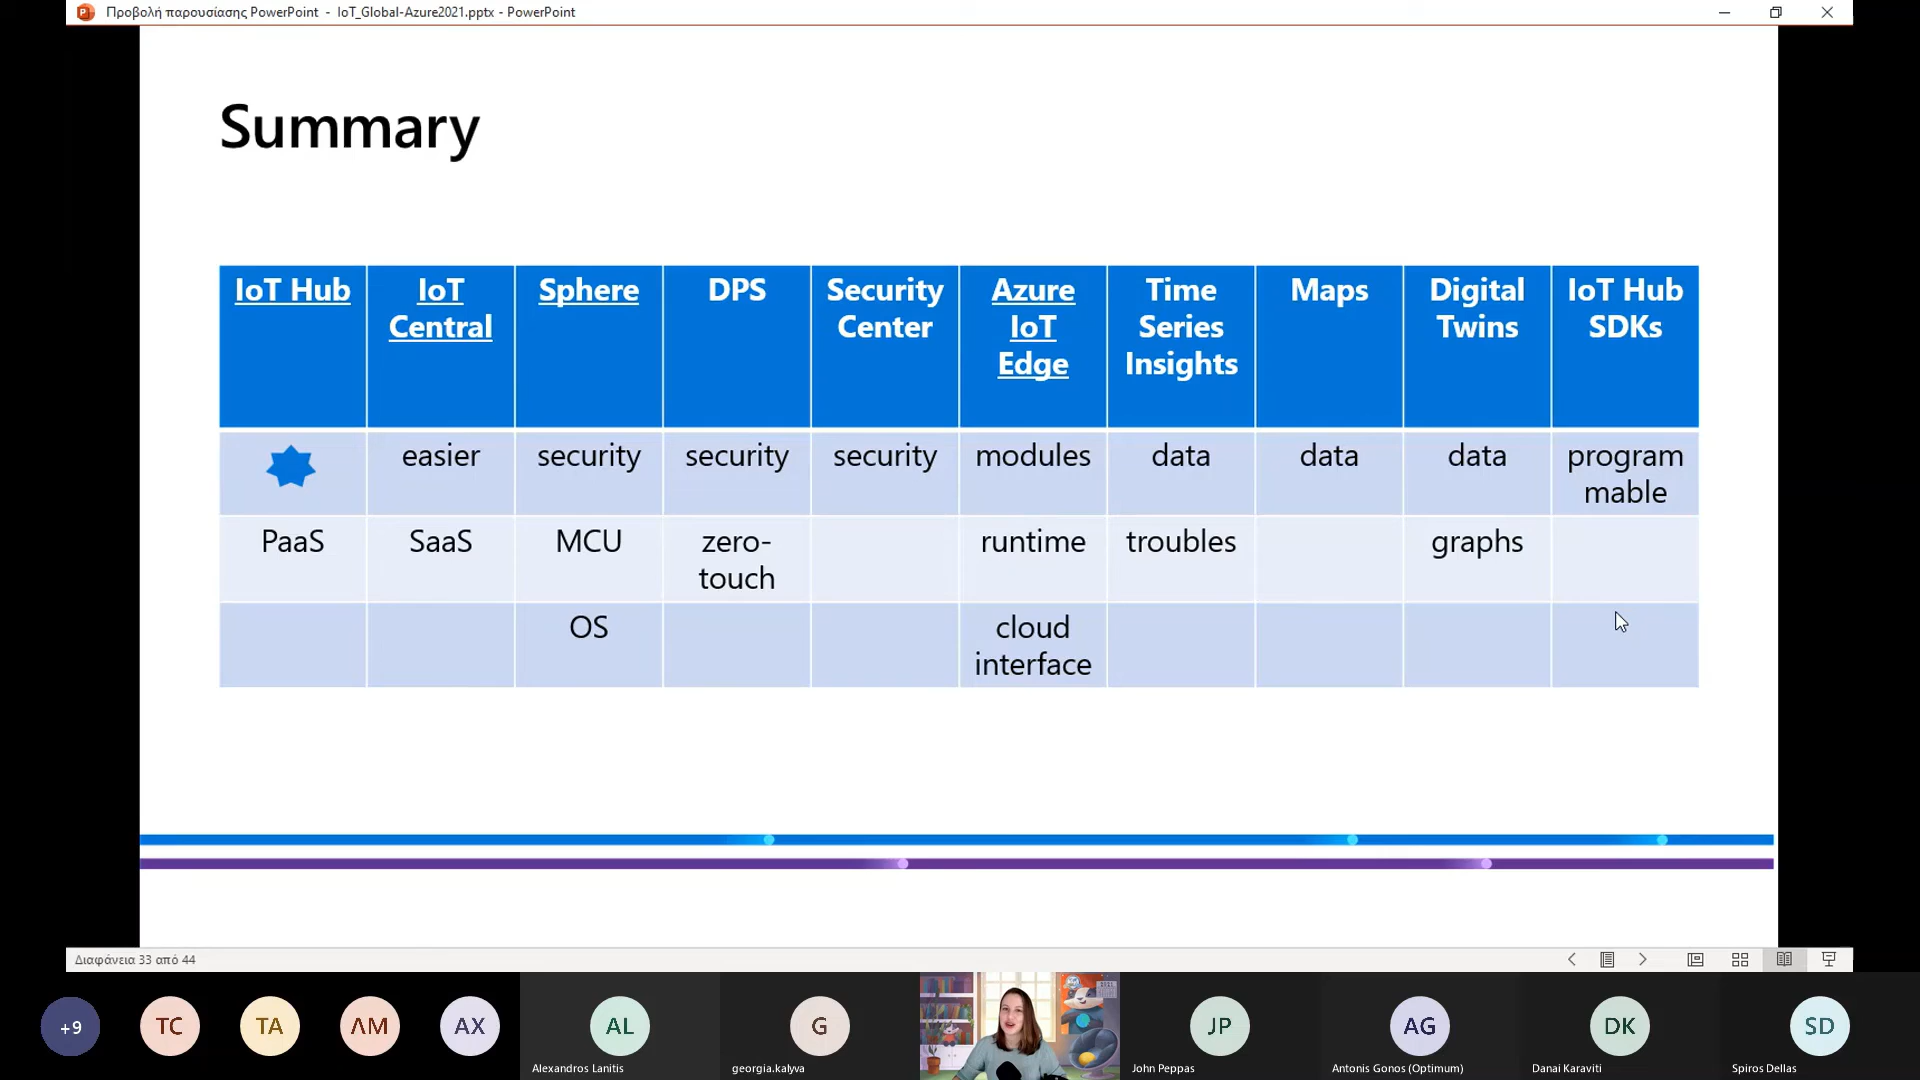 Προβολή παρουσίασης PowerPoint - IoT_Global-Azure2021.pptx - PowerPoint
Summary
IoT Hub
IoT
Central
Sphere
DPS
Security
Center
Azure
IoT
Edge
Time
Series
Insights
Maps
Digital
Twins
IoT Hub
SDKs
easier
security
security
security
modules
data
data
data
program
mable
PaaS
SaaS
MCU
zero-
touch
runtime
troubles
graphs
OS
cloud
interface
Διαφάνεια 33 από 44
+9
TC
TA
ΛΜ
AX
AL
Alexandros Lanitis
G
georgia.kalyva
JP
John Peppas
AG
Antonis Gonos (Optimum)
DK
Danai Karaviti
SD
Spiros Dellas